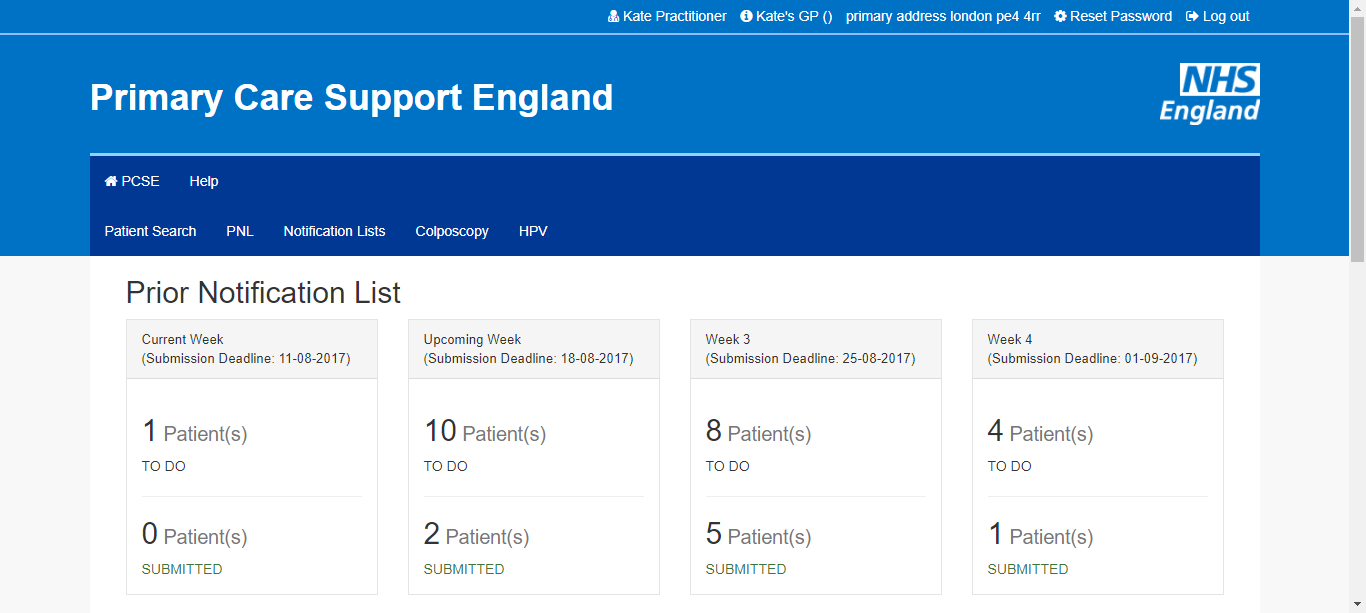 Kate Practitioner Kate's GP () primary address london pe4 4rr Reset Password Log out
Primary Care Support England
NHS
England
PCSE Help
Patient Search PNL Notification Lists Colposcopy HPV
Prior Notification List
Current Week
(Submission Deadline: 11-08-2017)
1 Patient(s)
TO DO
0 Patient(s)
SUBMITTED
Upcoming Week
(Submission Deadline: 18-08-2017)
10 Patient(s)
TO DO
2 Patient(s)
SUBMITTED
Week 3
(Submission Deadline: 25-08-2017)
8 Patient(s)
TO DO
5 Patient(s)
SUBMITTED
Week 4
(Submission Deadline: 01-09-2017)
4 Patient(s)
TO DO
1 Patient(s)
SUBMITTED